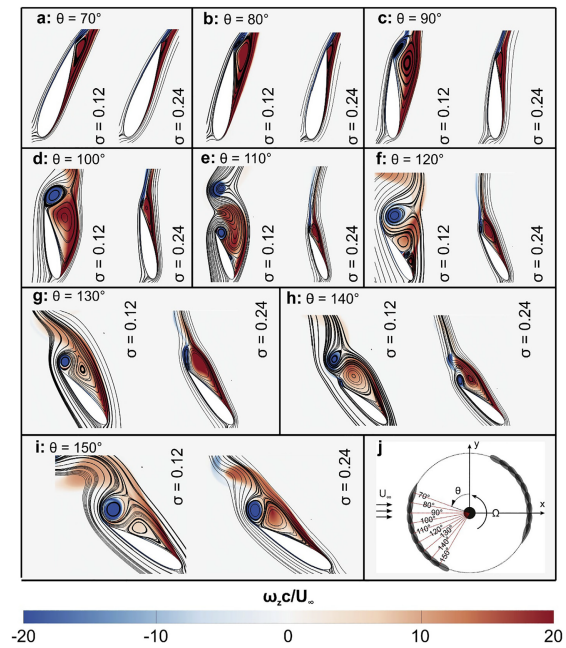 a: θ = 70°
σ = 0.12
σ = 0.24
b: θ = 80°
σ = 0.12
σ = 0.24
c: θ = 90°
σ = 0.12
σ = 0.24
d: θ = 100°
σ = 0.12
σ = 0.24
e: θ = 110°
σ = 0.12
σ = 0.24
f: θ = 120°
σ = 0.12
σ = 0.24
g: θ = 130°
σ = 0.12
σ = 0.24
h: θ = 140°
σ = 0.12
σ = 0.24
i: θ = 150°
σ = 0.12
σ = 0.24
j
y
U∞
θ
x
Ω
70°
80°
90°
100°
110°
120°
130°
140°
150°
ω_z c/U∞
-20 -10 0 10 20